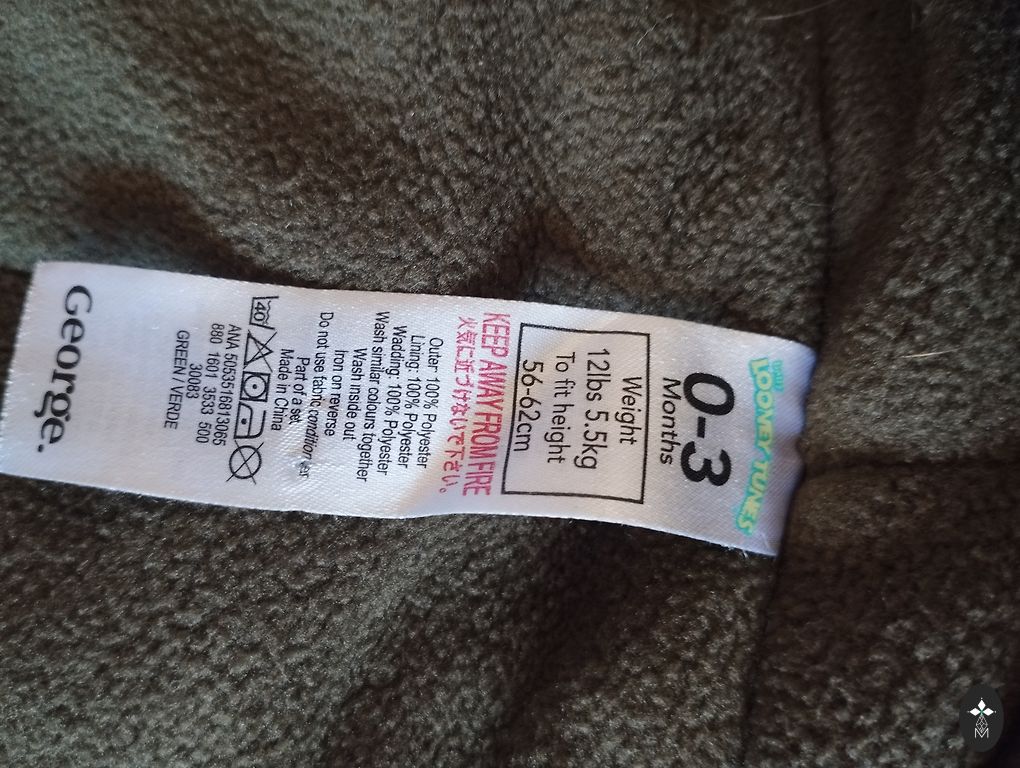 LOONEY TUNES
0-3
Months
Weight
12lbs 5.5kg
To fit height
56-62cm
KEEP AWAY FROM FIRE
火気に近づけないで下さい。
Outer: 100% Polyester
Lining: 100% Polyester
Wadding: 100% Polyester
Wash similar colours together
Wash inside out
Iron on reverse
Do not use fabric conditioner
Part of a set
Made in China
40
ANA 5053516813065
880 1601 3533 500
30083
GREEN / VERDE
George.
M